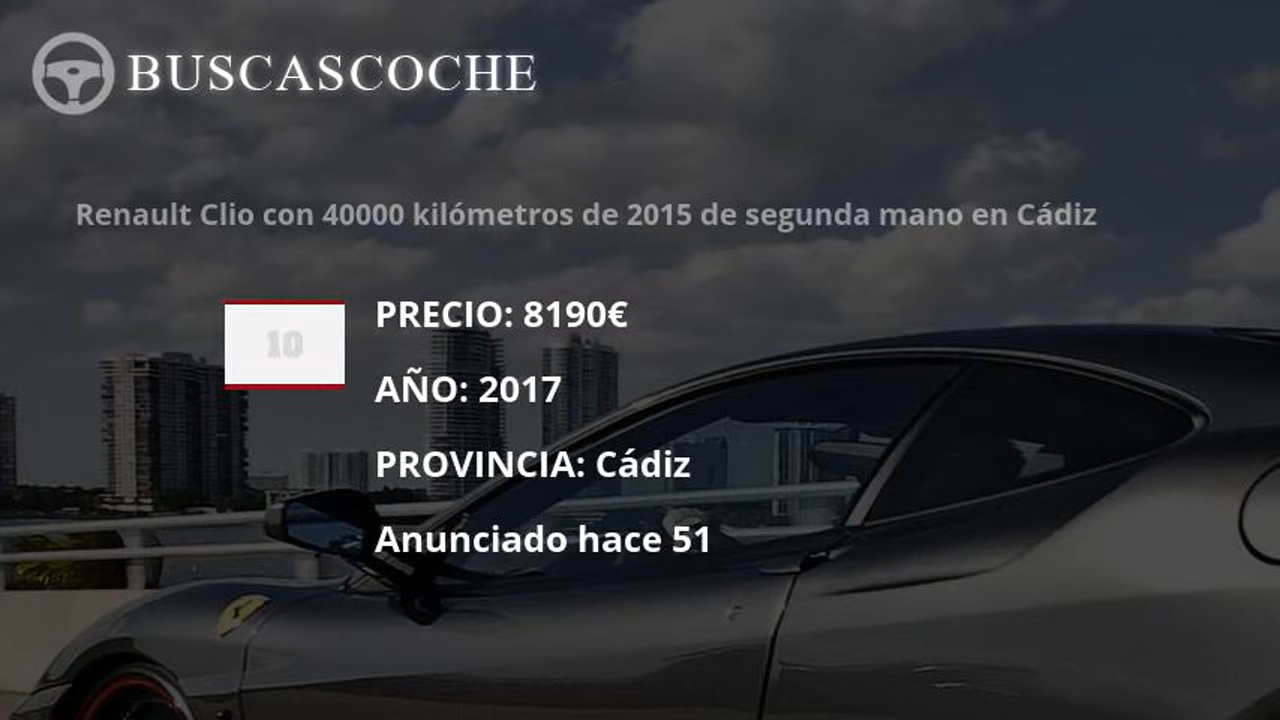 BUSCASCOCHE
Renault Clio con 40000 kilómetros de 2015 de segunda mano en Cádiz
10
PRECIO: 8190€
AÑO: 2017
PROVINCIA: Cádiz
Anunciado hace 51